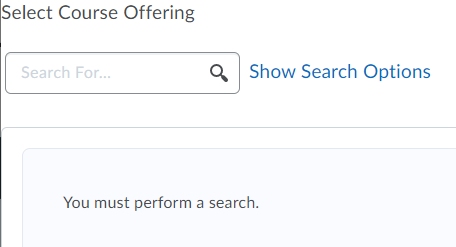 Select Course Offering
Search For...
Show Search Options
You must perform a search.